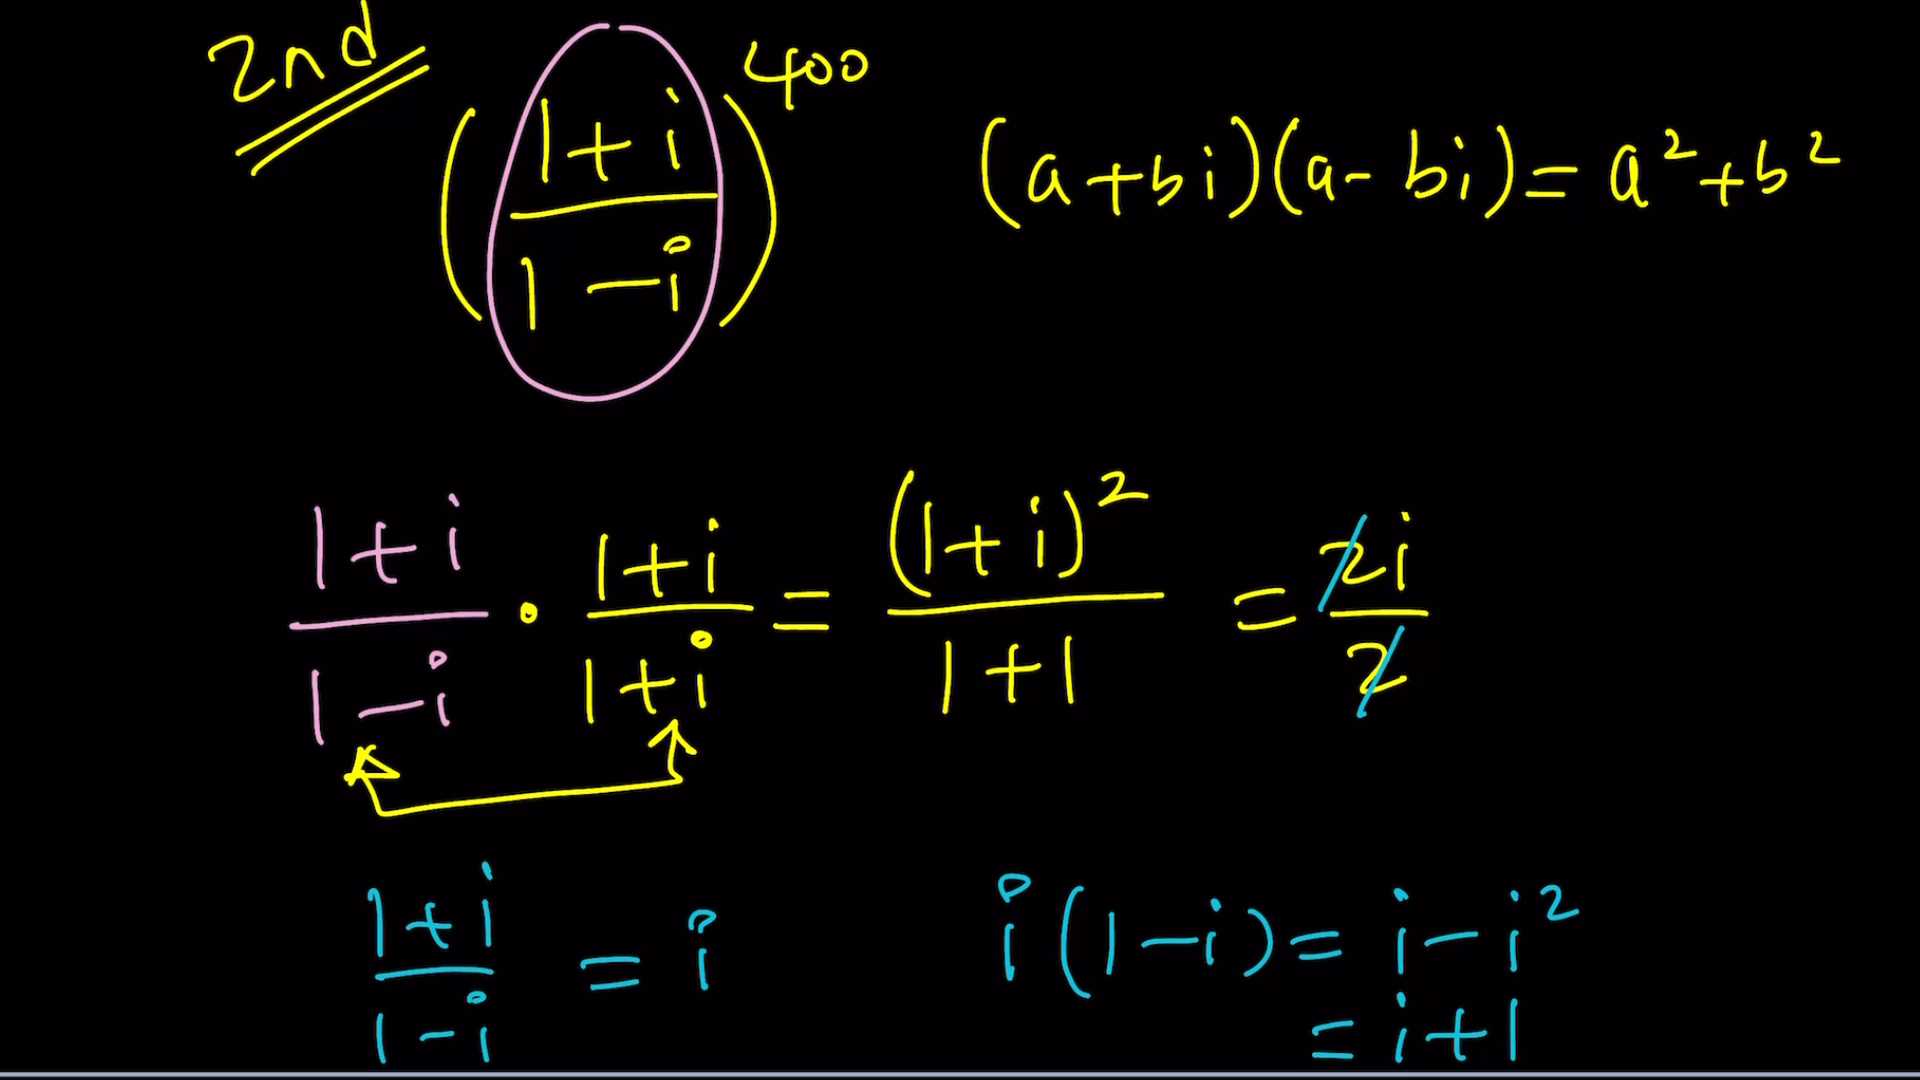 2nd
((1+i)/(1-i))^400
(a+bi)(a-bi)=a²+b²
(1+i)/(1-i) · (1+i)/(1+i) = (1+i)²/(1+1) = 2i/2
(1+i)/(1-i) = i
i(1-i)=i-i²
=i+1